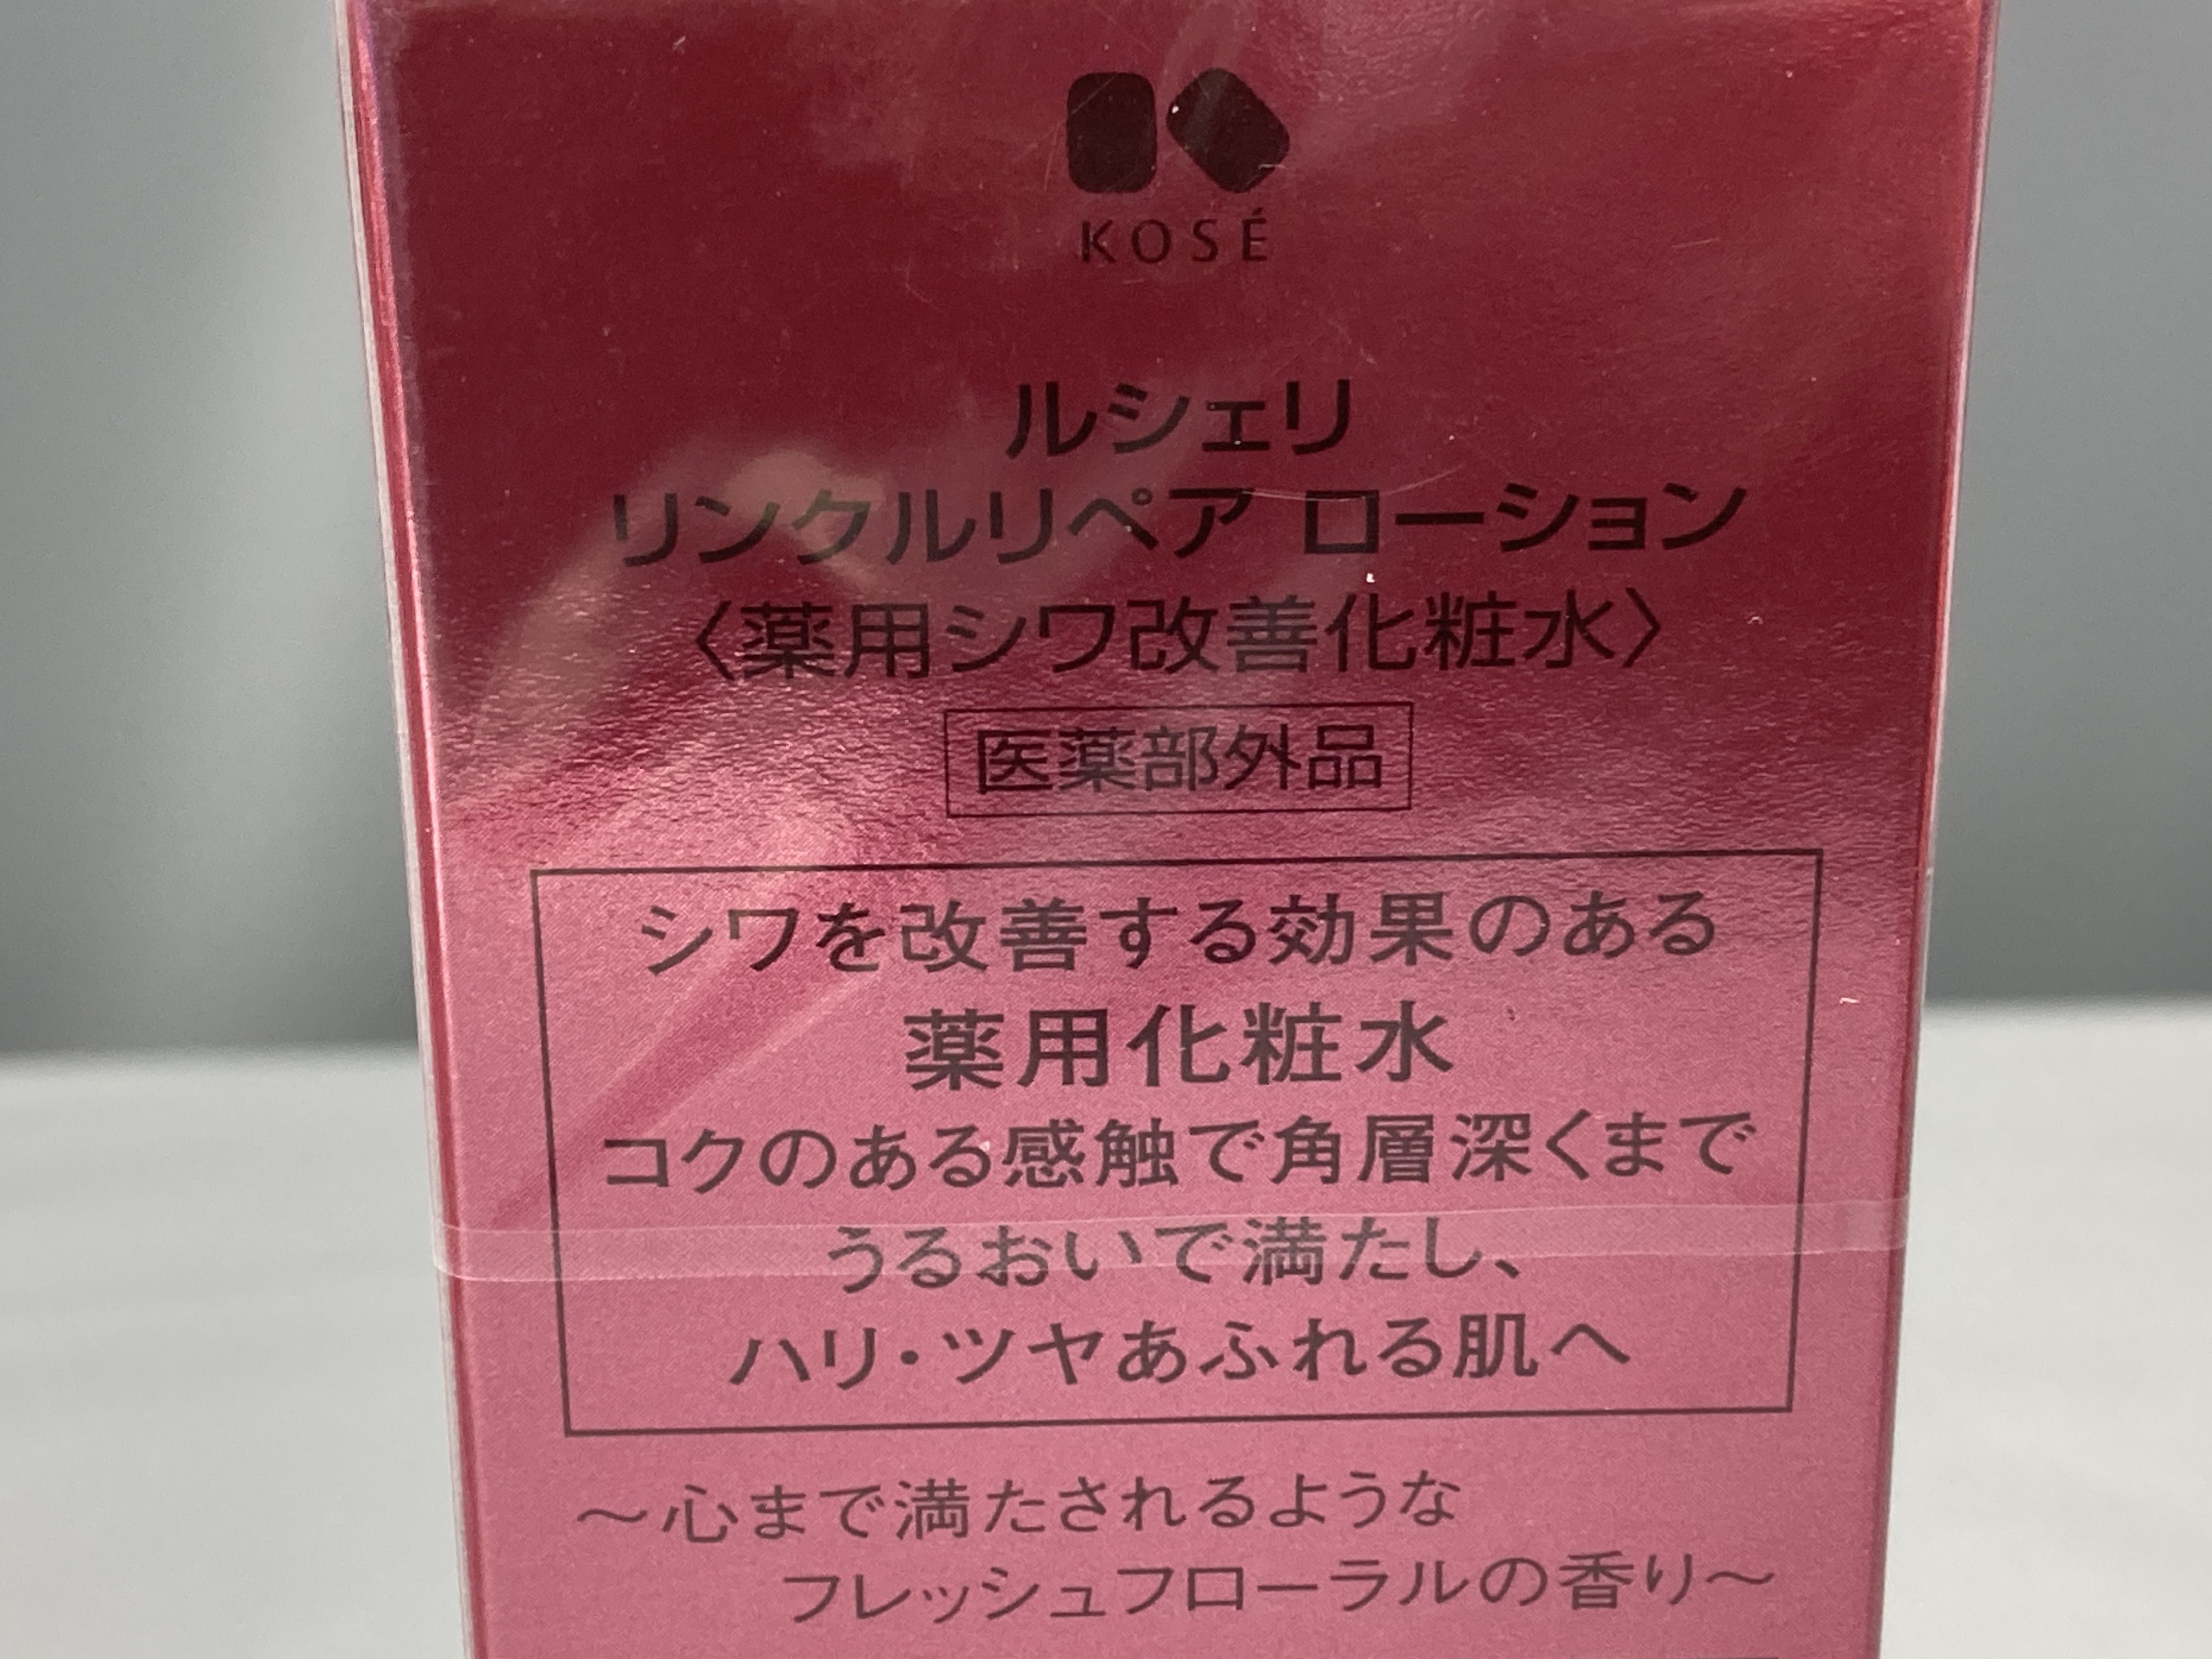 KOSÉ
ルシェリ
リンクルリペア ローション
〈薬用シワ改善化粧水〉
医薬部外品
シワを改善する効果のある
薬用化粧水
コクのある感触で角層深くまで
うるおいで満たし、
ハリ・ツヤあふれる肌へ
～心まで満たされるような
フレッシュフローラルの香り～